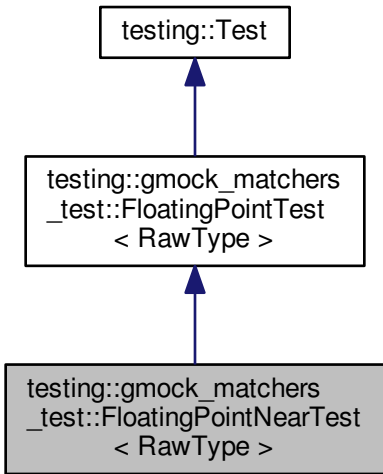 testing::Test
testing::gmock_matchers
_test::FloatingPointTest
< RawType >
testing::gmock_matchers
_test::FloatingPointNearTest
< RawType >